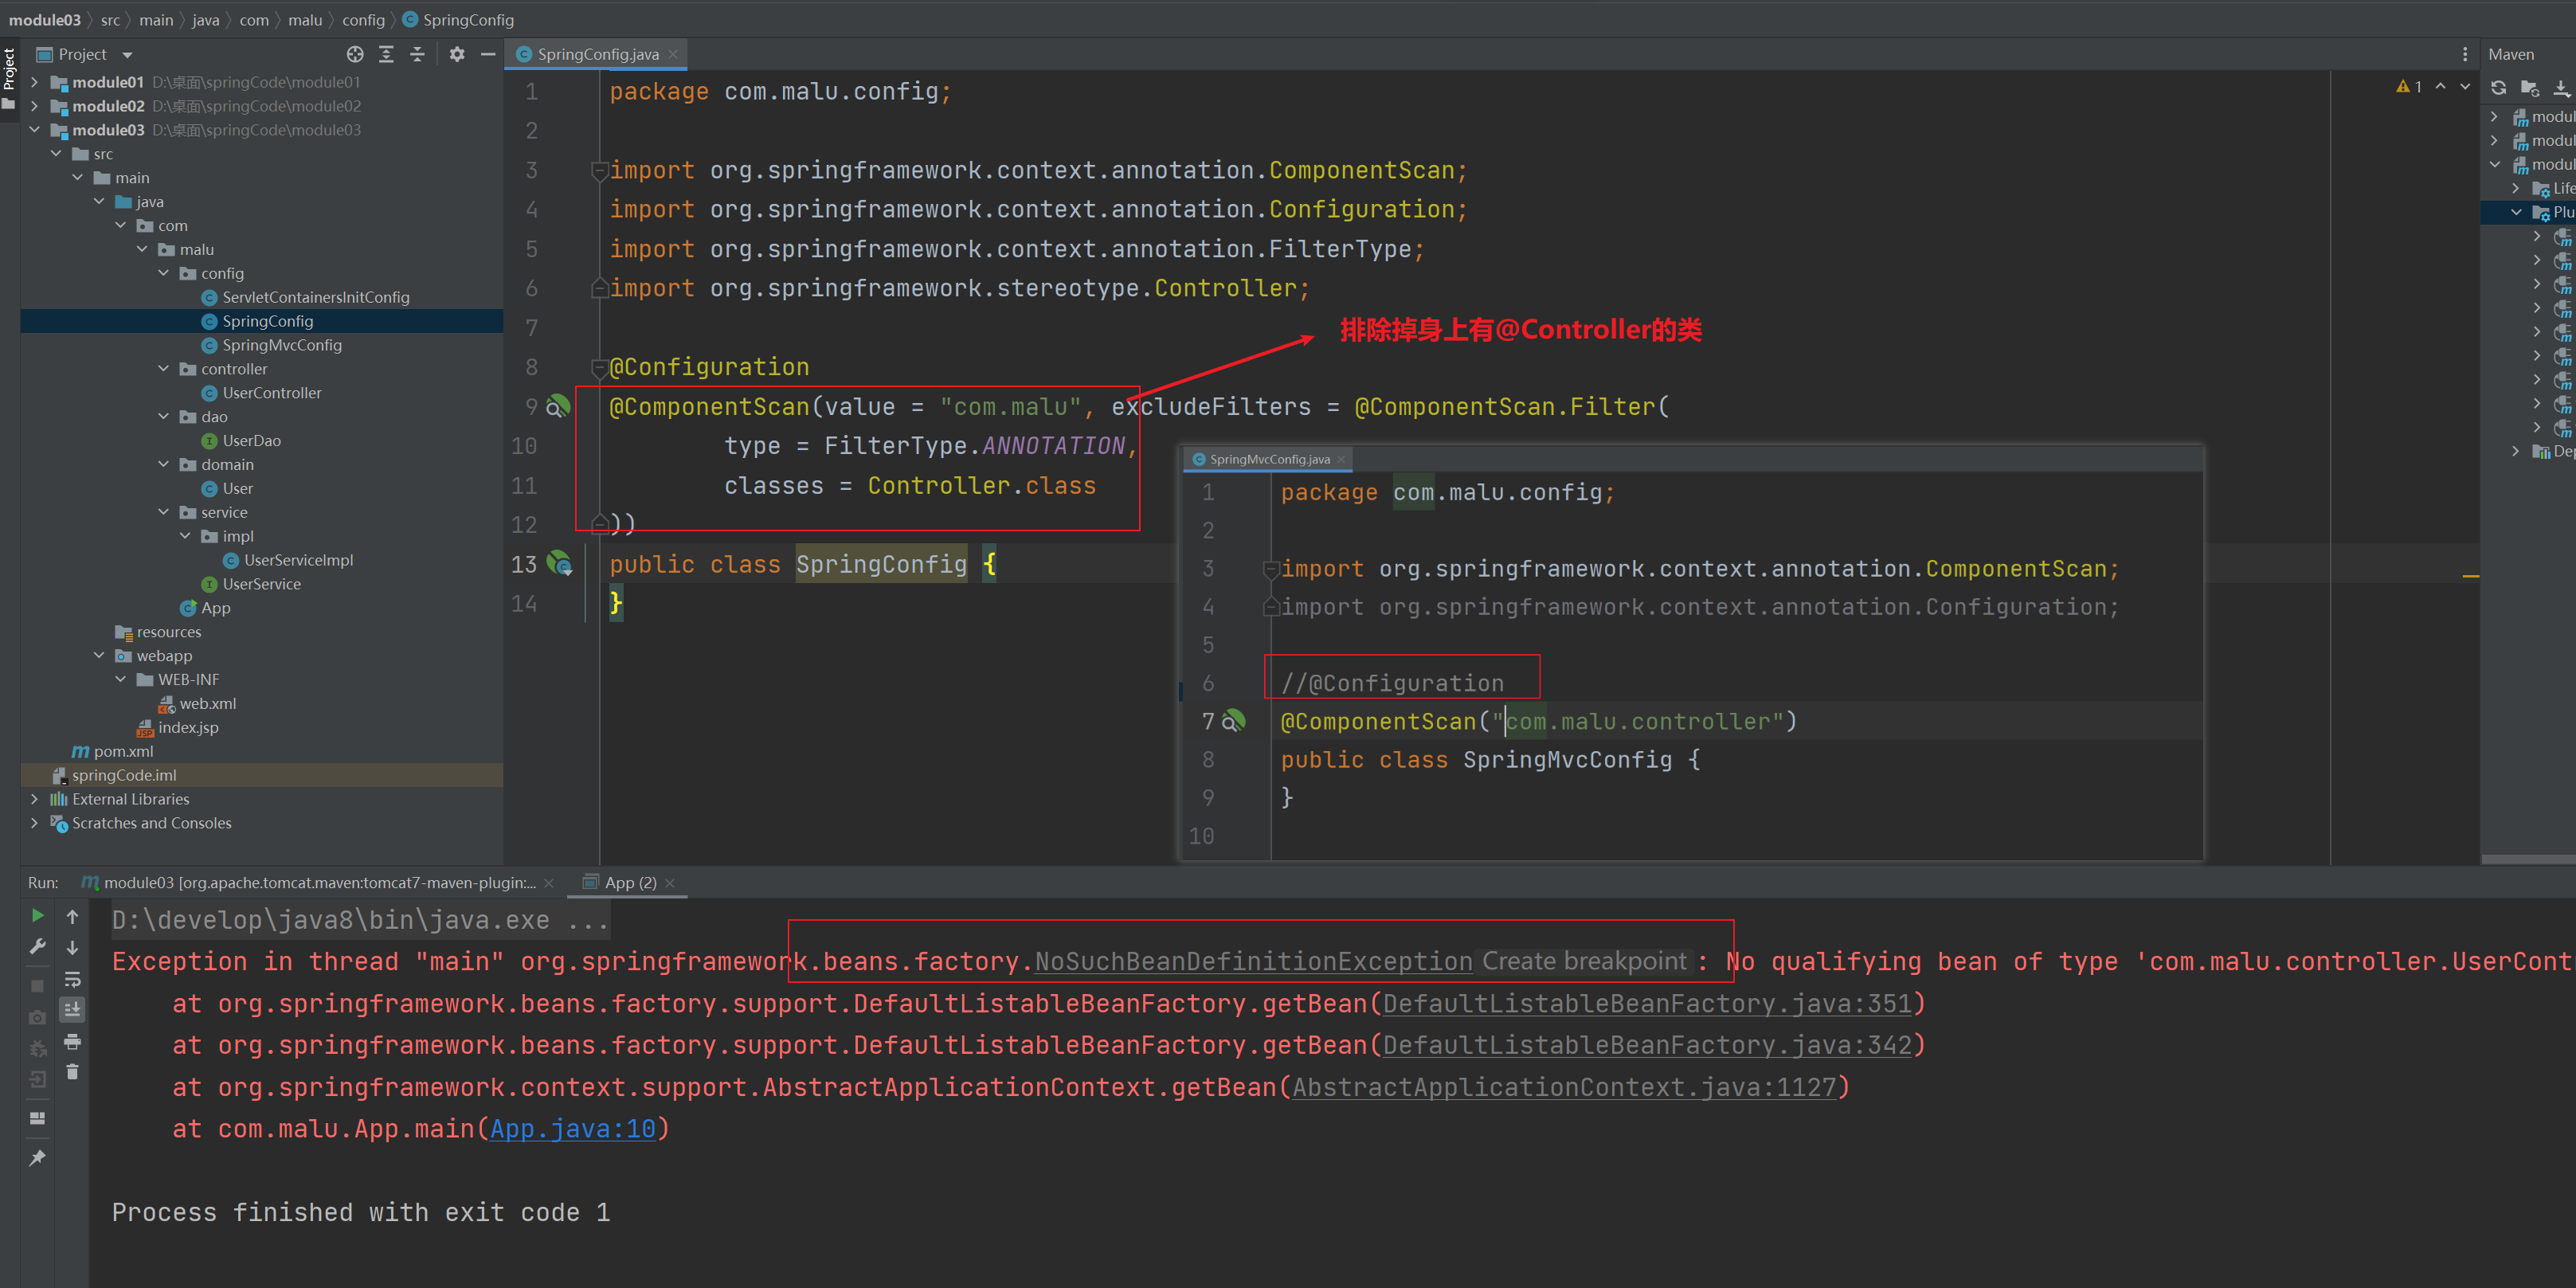 module03 〉 src 〉 main 〉 java 〉 com 〉 malu 〉 config 〉 SpringConfig
Project
Project
module01 D:\桌面\springCode\module01
module02 D:\桌面\springCode\module02
module03 D:\桌面\springCode\module03
src
main
java
com
malu
config
ServletContainersInitConfig
SpringConfig
SpringMvcConfig
controller
UserController
dao
UserDao
domain
User
service
impl
UserServiceImpl
UserService
App
resources
webapp
WEB-INF
web.xml
index.jsp
pom.xml
springCode.iml
External Libraries
Scratches and Consoles
SpringConfig.java
1
1 package com.malu.config;
2
3 import org.springframework.context.annotation.ComponentScan;
4 import org.springframework.context.annotation.Configuration;
5 import org.springframework.context.annotation.FilterType;
6 import org.springframework.stereotype.Controller;
7
排除掉身上有@Controller的类
8 @Configuration
9 @ComponentScan(value = "com.malu", excludeFilters = @ComponentScan.Filter(
10 type = FilterType.ANNOTATION,
11 classes = Controller.class
12 ))
13 public class SpringConfig {
14 }
SpringMvcConfig.java
1 package com.malu.config;
2
3 import org.springframework.context.annotation.ComponentScan;
4 import org.springframework.context.annotation.Configuration;
5
6 //@Configuration
7 @ComponentScan("com.malu.controller")
8 public class SpringMvcConfig {
9 }
10
Maven
modul
modul
modul
Life
Plu
Dep
Run: module03 [org.apache.tomcat.maven:tomcat7-maven-plugin:... App (2)
D:\develop\java8\bin\java.exe ...
Exception in thread "main" org.springframework.beans.factory.NoSuchBeanDefinitionException Create breakpoint : No qualifying bean of type 'com.malu.controller.UserCont
at org.springframework.beans.factory.support.DefaultListableBeanFactory.getBean(DefaultListableBeanFactory.java:351)
at org.springframework.beans.factory.support.DefaultListableBeanFactory.getBean(DefaultListableBeanFactory.java:342)
at org.springframework.context.support.AbstractApplicationContext.getBean(AbstractApplicationContext.java:1127)
at com.malu.App.main(App.java:10)
Process finished with exit code 1